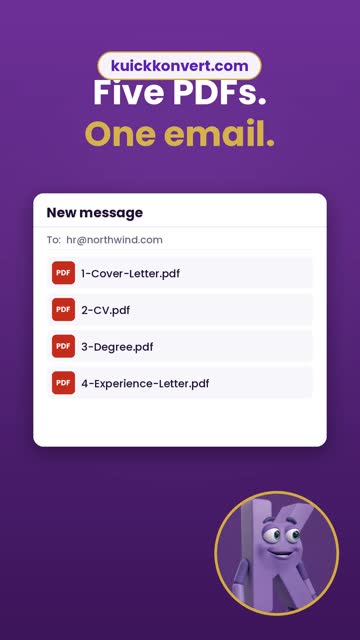 kuickkonvert.com
Five PDFs.
One email.
New message
To: hr@northwind.com
PDF 1-Cover-Letter.pdf
PDF 2-CV.pdf
PDF 3-Degree.pdf
PDF 4-Experience-Letter.pdf